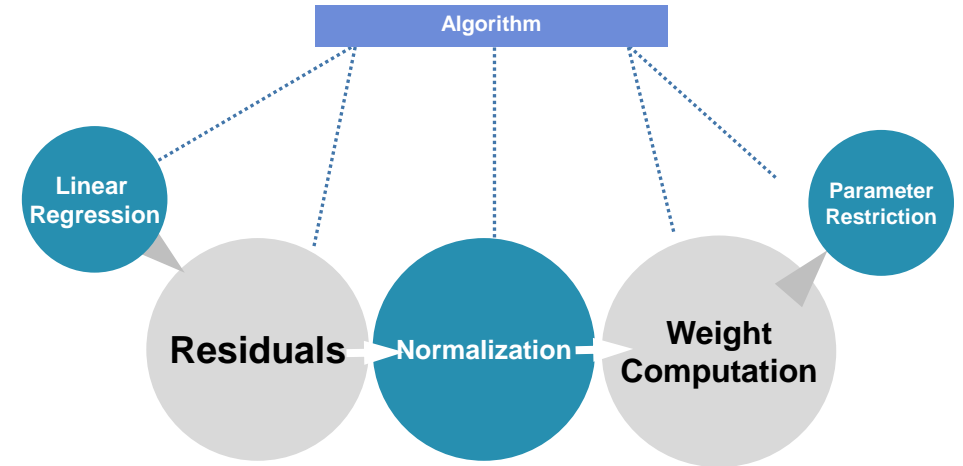 Algorithm
Linear
Regression
Residuals
Normalization
Weight
Computation
Parameter
Restriction